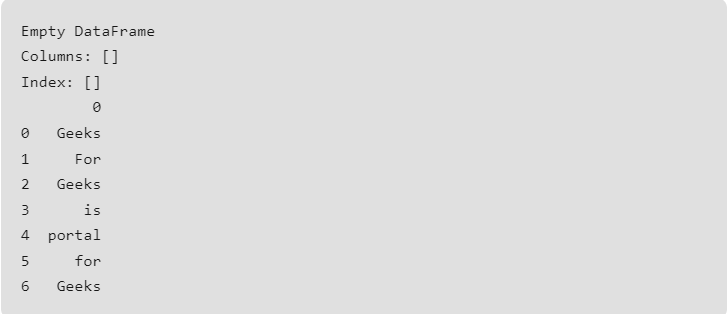 Empty DataFrame
Columns: []
Index: []
        0
0   Geeks
1     For
2   Geeks
3      is
4  portal
5     for
6   Geeks